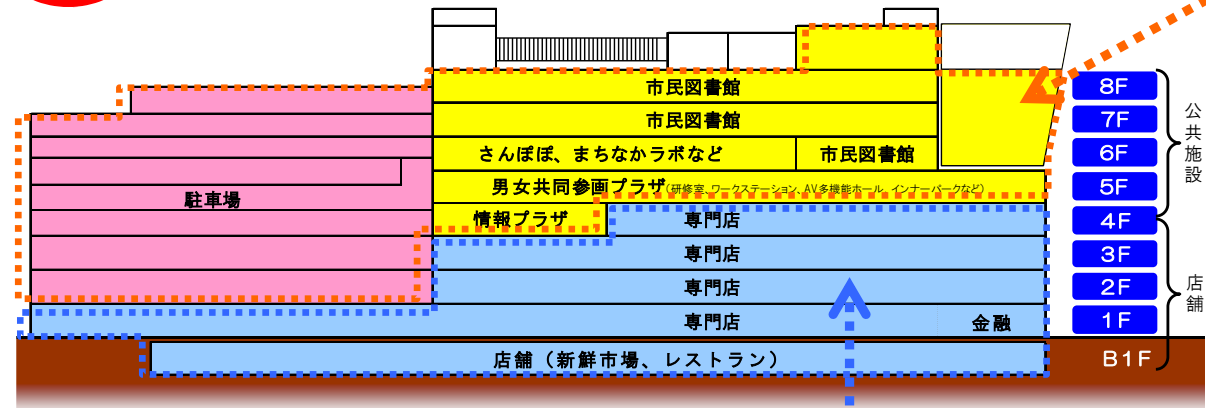 市民図書館
8F
市民図書館
7F
さんぽぽ、まちなかラボなど
市民図書館
6F
男女共同参画プラザ(研修室、ワークステーション、AV多機能ホール、インナーパークなど)
5F
公共施設
駐車場
情報プラザ
専門店
4F
専門店
3F
専門店
2F
専門店
金融
1F
店舗
店舗(新鮮市場、レストラン)
B1F